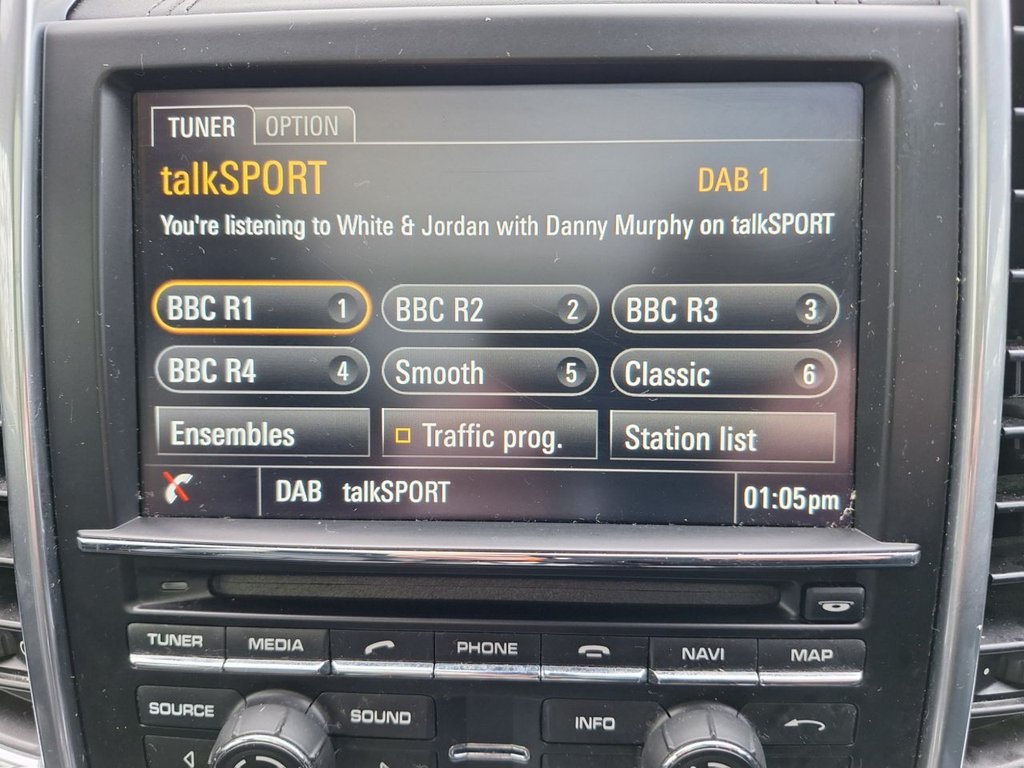 TUNER OPTION
talkSPORT DAB 1
You're listening to White & Jordan with Danny Murphy on talkSPORT
BBC R1 1 BBC R2 2 BBC R3 3
BBC R4 4 Smooth 5 Classic 6
Ensembles Traffic prog. Station list
DAB talkSPORT 01:05pm
TUNER MEDIA PHONE NAVI MAP
SOURCE SOUND INFO